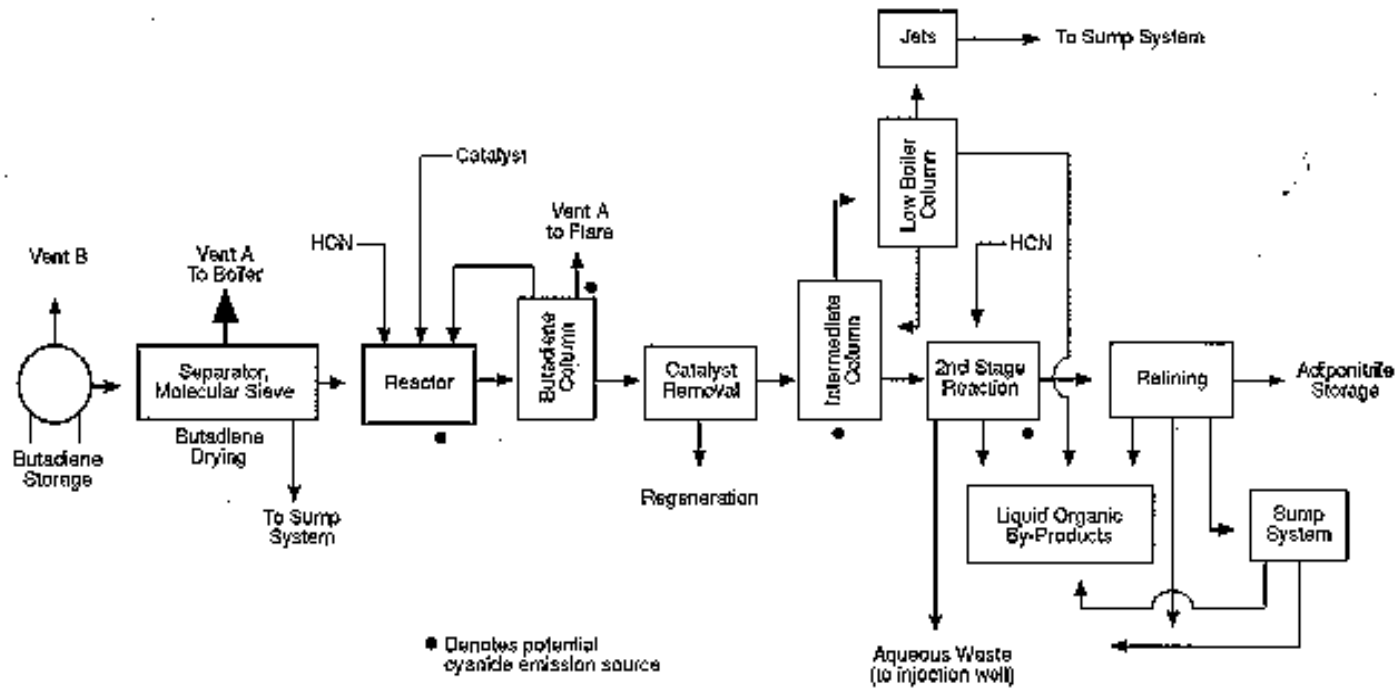 Jets
To Sump System
Low Boiler
Column
Catalyst
HCN
Vent A
to Flare
HCN
Vent B
Vent A
To Boiler
Separator,
Molecular Sieve
Reactor
Butadiene
Column
Catalyst
Removal
Intermediate
Column
2nd Stage
Reaction
Refining
Adiponitrile
Storage
Butadiene
Storage
Butadiene
Drying
To Sump
System
Regeneration
Liquid Organic
By-Products
Sump
System
Denotes potential
cyanide emission source
Aqueous Waste
(to injection well)